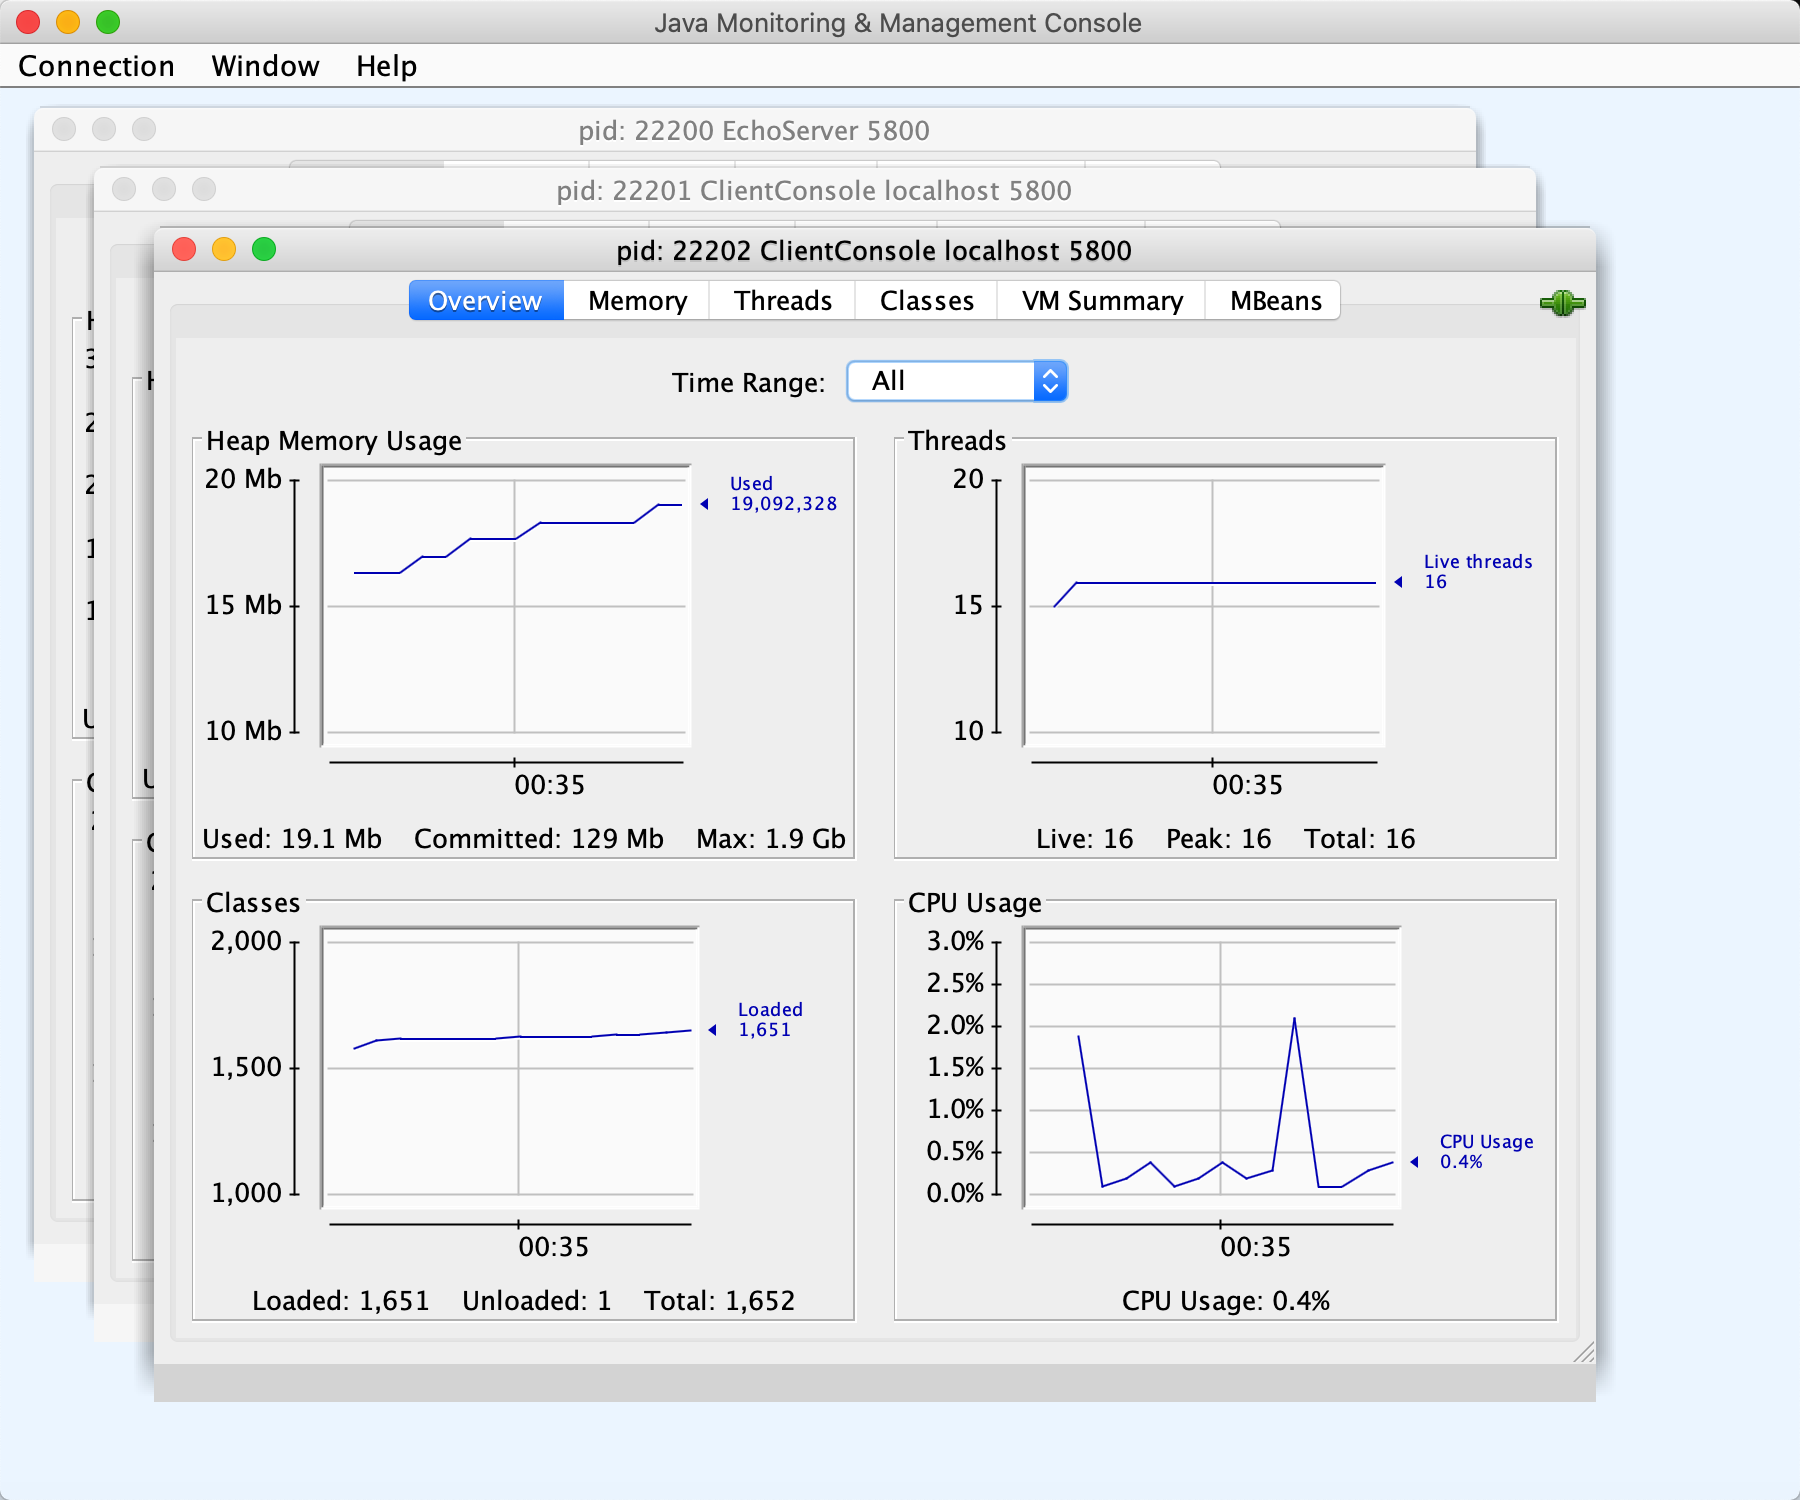 Java Monitoring & Management Console
Connection Window Help
pid: 22200 EchoServer 5800
pid: 22201 ClientConsole localhost 5800
pid: 22202 ClientConsole localhost 5800
Overview Memory Threads Classes VM Summary MBeans
Time Range: All
Heap Memory Usage
20 Mb
15 Mb
10 Mb
Used
19,092,328
00:35
Used: 19.1 Mb Committed: 129 Mb Max: 1.9 Gb
Threads
20
15
10
Live threads
16
00:35
Live: 16 Peak: 16 Total: 16
Classes
2,000
1,500
1,000
Loaded
1,651
00:35
Loaded: 1,651 Unloaded: 1 Total: 1,652
CPU Usage
3.0%
2.5%
2.0%
1.5%
1.0%
0.5%
0.0%
CPU Usage
0.4%
00:35
CPU Usage: 0.4%